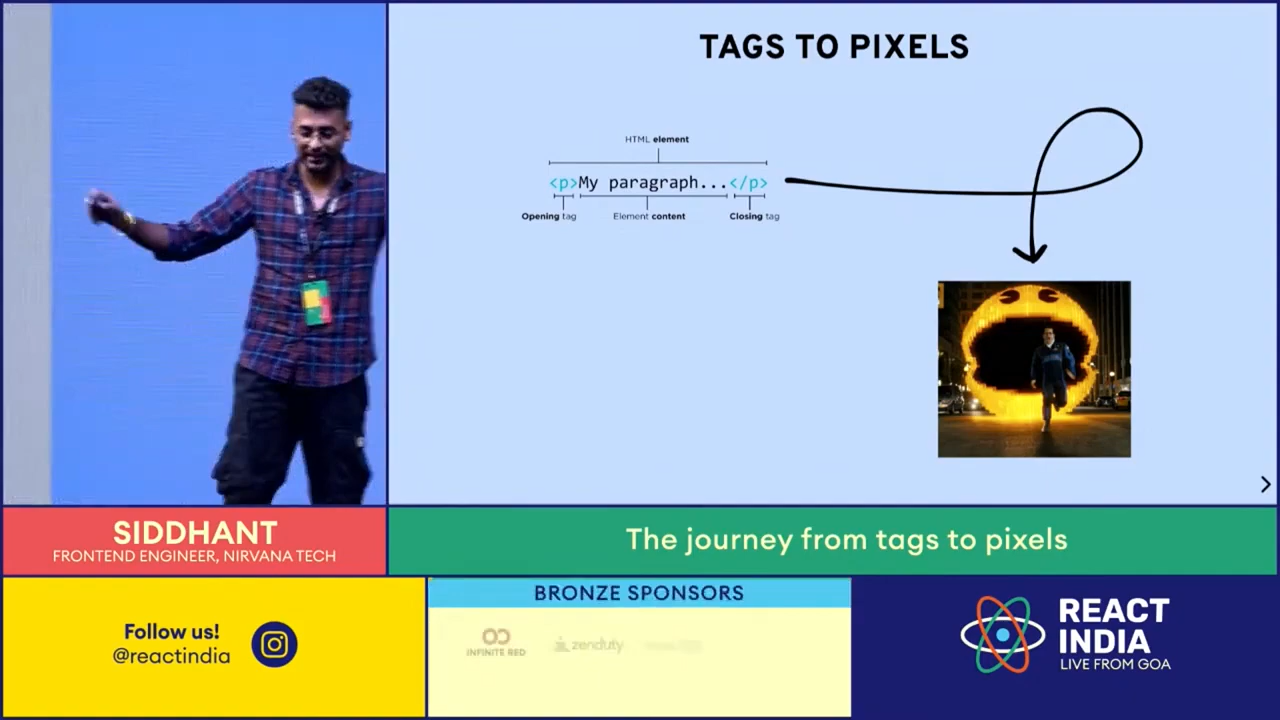 TAGS TO PIXELS
HTML element
<p>My paragraph...</p>
Opening tag
Element content
Closing tag
SIDDHANT
FRONTEND ENGINEER, NIRVANA TECH
The journey from tags to pixels
Follow us!
@reactindia
BRONZE SPONSORS
INFINITE RED
zenduty
REACT
INDIA
LIVE FROM GOA